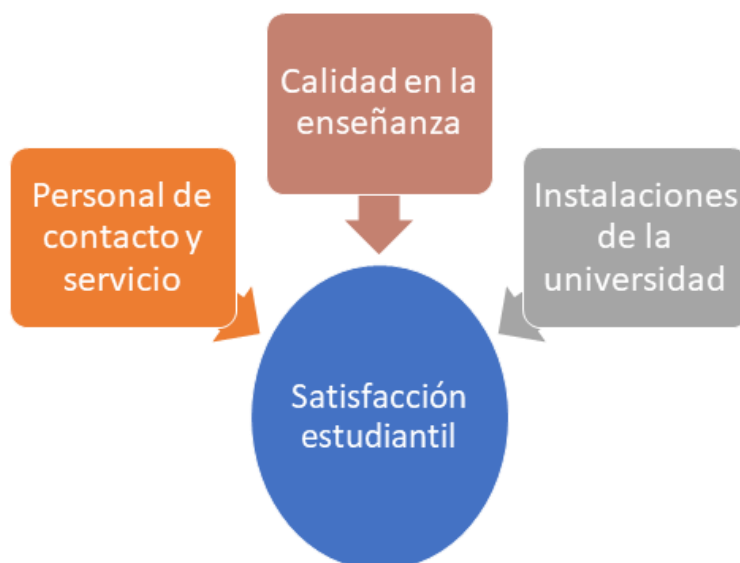 Calidad en la
enseñanza
Personal de
contacto y
servicio
Instalaciones
de la
universidad
Satisfacción
estudiantil